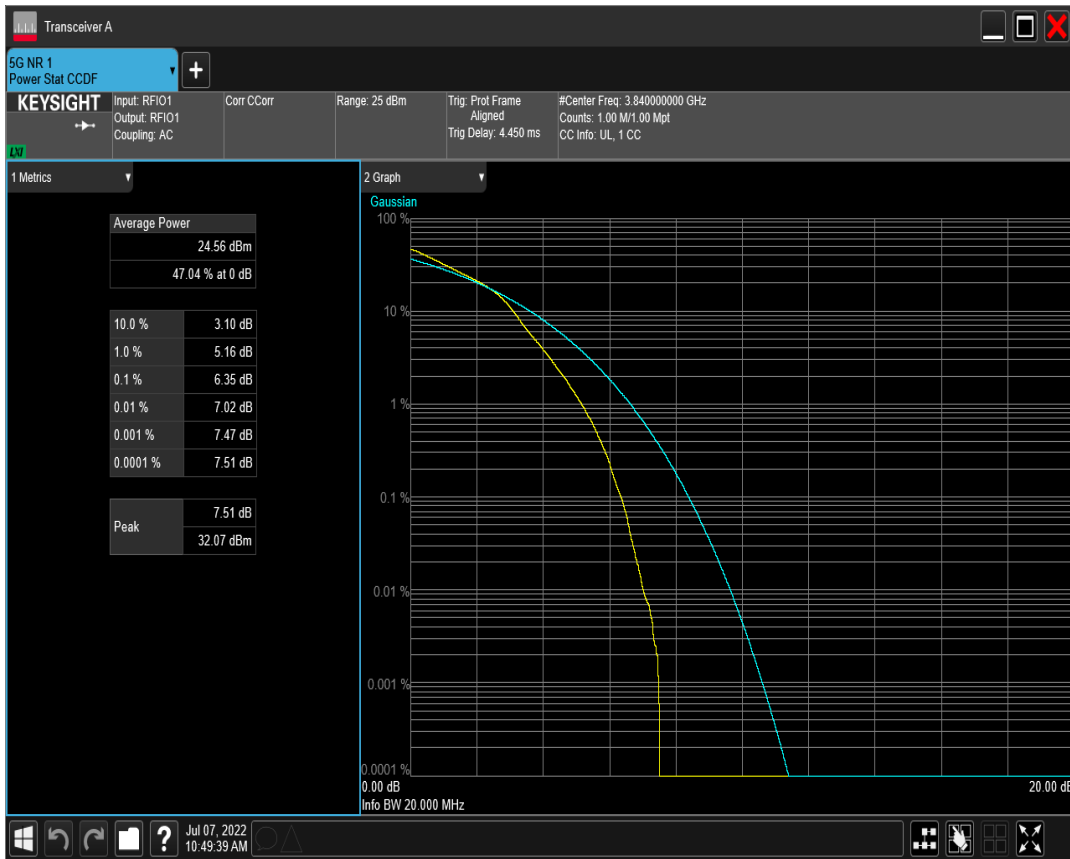 Transceiver A
5G NR 1
Power Stat CCDF
KEYSIGHT
LXI
Input: RFIO1
Output: RFIO1
Coupling: AC
Corr CCorr
Range: 25 dBm
Trig: Prot Frame
Aligned
Trig Delay: 4.450 ms
#Center Freq: 3.840000000 GHz
Counts: 1.00 M/1.00 Mpt
CC Info: UL, 1 CC
1 Metrics
Average Power
24.56 dBm
47.04 % at 0 dB
10.0 % 3.10 dB
1.0 % 5.16 dB
0.1 % 6.35 dB
0.01 % 7.02 dB
0.001 % 7.47 dB
0.0001 % 7.51 dB
Peak 7.51 dB
32.07 dBm
2 Graph
Gaussian
100 %
10 %
1 %
0.1 %
0.01 %
0.001 %
0.0001 %
0.00 dB 20.00 dB
Info BW 20.000 MHz
Jul 07, 2022
10:49:39 AM